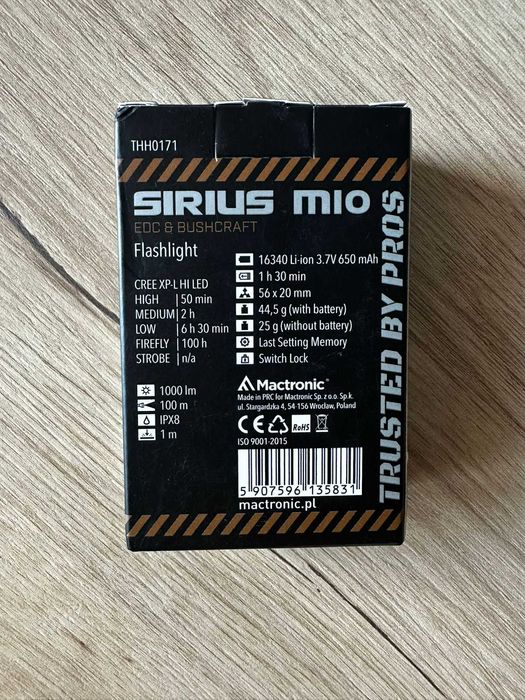 THH0171
SIRIUS M10
EDC & BUSHCRAFT
Flashlight
CREE XP-L HI LED
HIGH | 50 min
MEDIUM | 2 h
LOW | 6 h 30 min
FIREFLY | 100 h
STROBE | n/a
1000 lm
100 m
IPX8
1 m
16340 Li-ion 3.7V 650 mAh
1 h 30 min
56 x 20 mm
44,5 g (with battery)
25 g (without battery)
Last Setting Memory
Switch Lock
Mactronic®
Made in PRC for Mactronic Sp. z o.o. Sp.k.
ul. Stargardzka 4, 54-156 Wrocław, Poland
CE RoHS
ISO 9001-2015
5 907596 135831
mactronic.pl
TRUSTED BY PROS